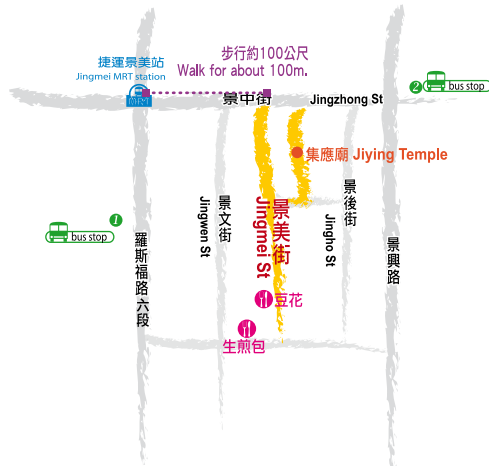 捷運景美站
Jingmei MRT station
MRT
步行約100公尺
Walk for about 100m.
景中街
Jingzhong St
2
bus stop
集應廟 Jiying Temple
1
bus stop
羅斯福路六段
景文街
Jingwen St
景美街
Jingmei St
景後街
Jingho St
景興路
豆花
生煎包